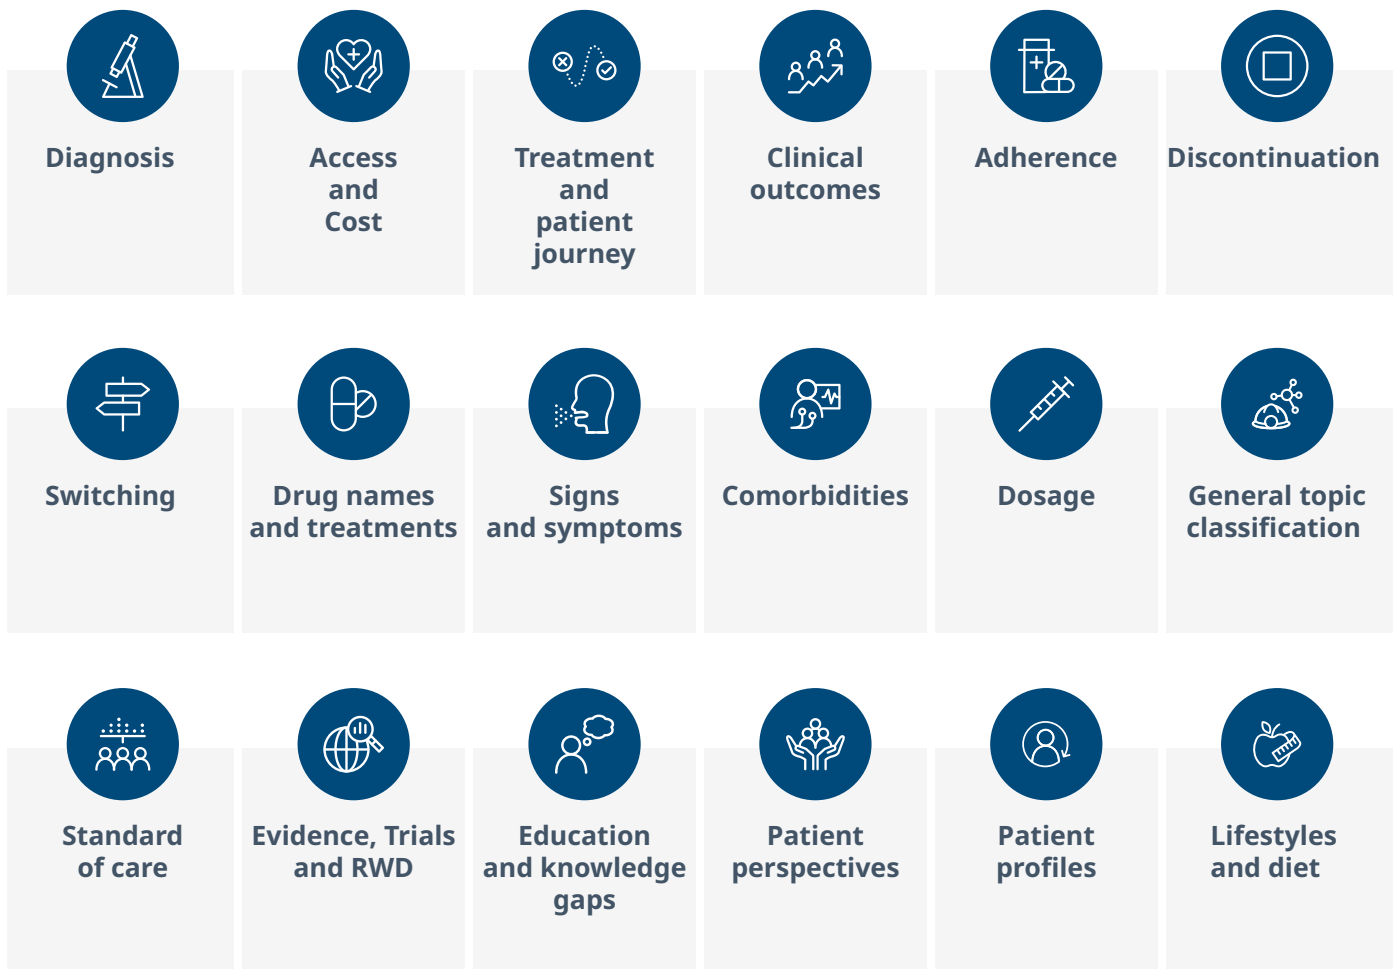 Diagnosis
Access
and
Cost
Treatment
and
patient
journey
Clinical
outcomes
Adherence
Discontinuation
Switching
Drug names
and treatments
Signs
and symptoms
Comorbidities
Dosage
General topic
classification
Standard
of care
Evidence, Trials
and RWD
Education
and knowledge
gaps
Patient
perspectives
Patient
profiles
Lifestyles
and diet